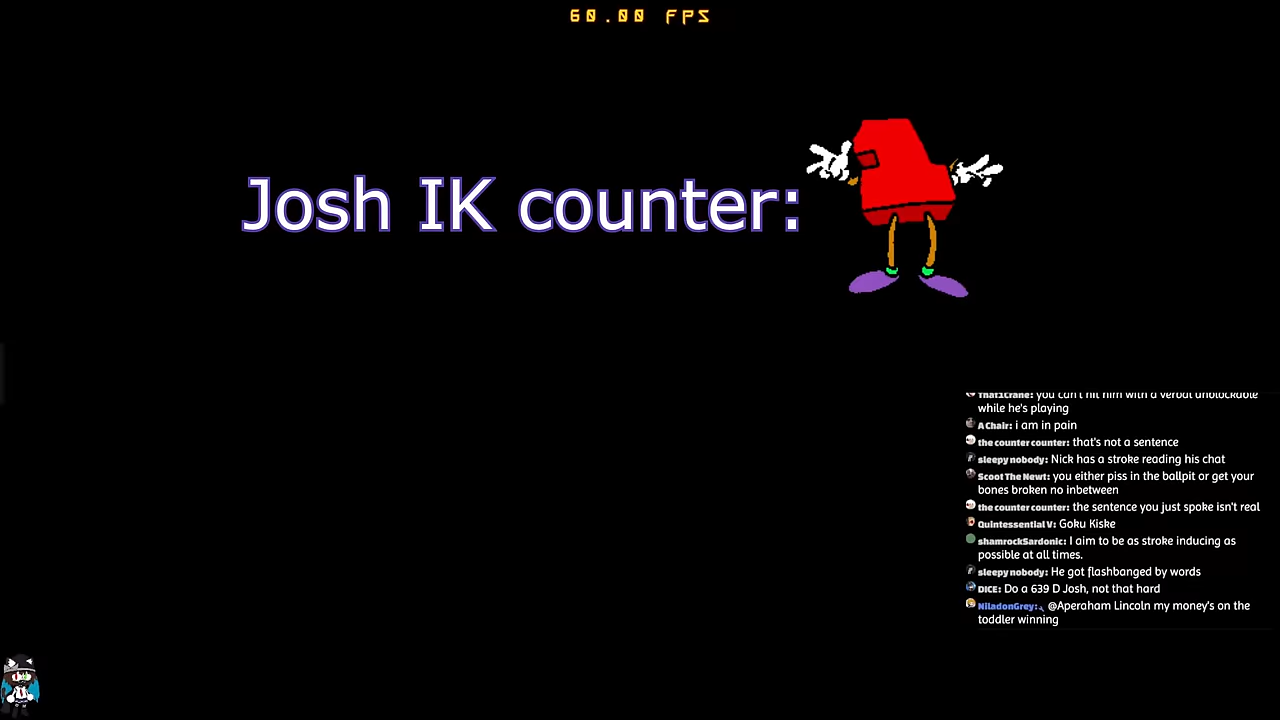 60.00 FPS
Josh IK counter:
That1Crane: you can't hit him with a verbal unblockable
while he's playing
A Chair: i am in pain
the counter counter: that's not a sentence
sleepy nobody: Nick has a stroke reading his chat
Scoot The Newt: you either piss in the ballpit or get your
bones broken no inbetween
the counter counter: the sentence you just spoke isn't real
Quintessential V: Goku Kiske
shamrockSardonic: I aim to be as stroke inducing as
possible at all times.
sleepy nobody: He got flashbanged by words
DICE: Do a 639 D Josh, not that hard
NiladonGrey: @Aperaham Lincoln my money's on the
toddler winning